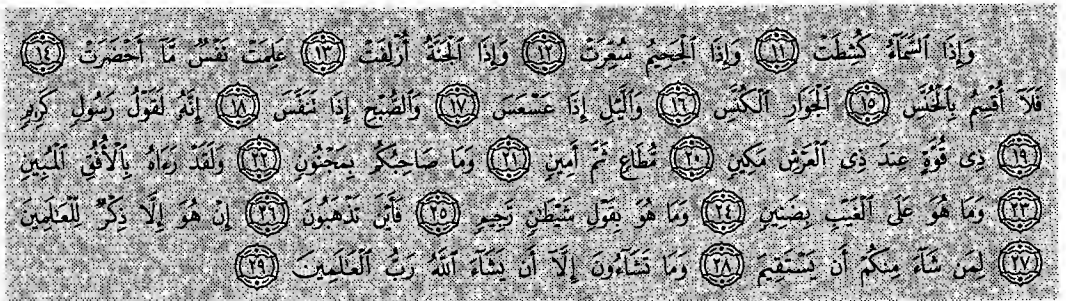 وَإِذَا ٱلسَّمَآءُ كُشِطَتْ ﴿١١﴾ وَإِذَا ٱلْجَحِيمُ سُعِّرَتْ ﴿١٢﴾ وَإِذَا ٱلْجَنَّةُ أُزْلِفَتْ ﴿١٣﴾ عَلِمَتْ نَفْسٌ مَّآ أَحْضَرَتْ ﴿١٤﴾
فَلَآ أُقْسِمُ بِٱلْخُنَّسِ ﴿١٥﴾ ٱلْجَوَارِ ٱلْكُنَّسِ ﴿١٦﴾ وَٱلَّيْلِ إِذَا عَسْعَسَ ﴿١٧﴾ وَٱلصُّبْحِ إِذَا تَنَفَّسَ ﴿١٨﴾ إِنَّهُۥ لَقَوْلُ رَسُولٍ كَرِيمٍ
﴿١٩﴾ ذِى قُوَّةٍ عِندَ ذِى ٱلْعَرْشِ مَكِينٍ ﴿٢٠﴾ مُّطَاعٍ ثَمَّ أَمِينٍ ﴿٢١﴾ وَمَا صَاحِبُكُم بِمَجْنُونٍ ﴿٢٢﴾ وَلَقَدْ رَءَاهُ بِٱلْأُفُقِ ٱلْمُبِينِ
﴿٢٣﴾ وَمَا هُوَ عَلَى ٱلْغَيْبِ بِضَنِينٍ ﴿٢٤﴾ وَمَا هُوَ بِقَوْلِ شَيْطَٰنٍ رَّجِيمٍ ﴿٢٥﴾ فَأَيْنَ تَذْهَبُونَ ﴿٢٦﴾ إِنْ هُوَ إِلَّا ذِكْرٌ لِّلْعَٰلَمِينَ
﴿٢٧﴾ لِمَن شَآءَ مِنكُمْ أَن يَسْتَقِيمَ ﴿٢٨﴾ وَمَا تَشَآءُونَ إِلَّآ أَن يَشَآءَ ٱللَّهُ رَبُّ ٱلْعَٰلَمِينَ ﴿٢٩﴾